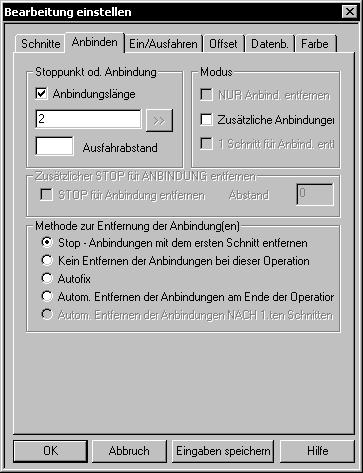 Bearbeitung einstellen
Schnitte Anbinden Ein/Ausfahren Offset Datenb. Farbe
Stoppunkt od. Anbindung
Anbindungslänge
2 >>
Ausfahrabstand
Modus
NUR Anbind. entfernen
Zusätzliche Anbindungen
1 Schnitt für Anbind. entf
Zusätzlicher STOP für ANBINDUNG entfernen
STOP für Anbindung entfernen Abstand 0
Methode zur Entfernung der Anbindung(en)
Stop - Anbindungen mit dem ersten Schnitt entfernen
Kein Entfernen der Anbindungen bei dieser Operation
Autofix
Autom. Entfernen der Anbindungen am Ende der Operation
Autom. Entfernen der Anbindungen NACH 1.ten Schnitten
OK Abbruch Eingaben speichern Hilfe